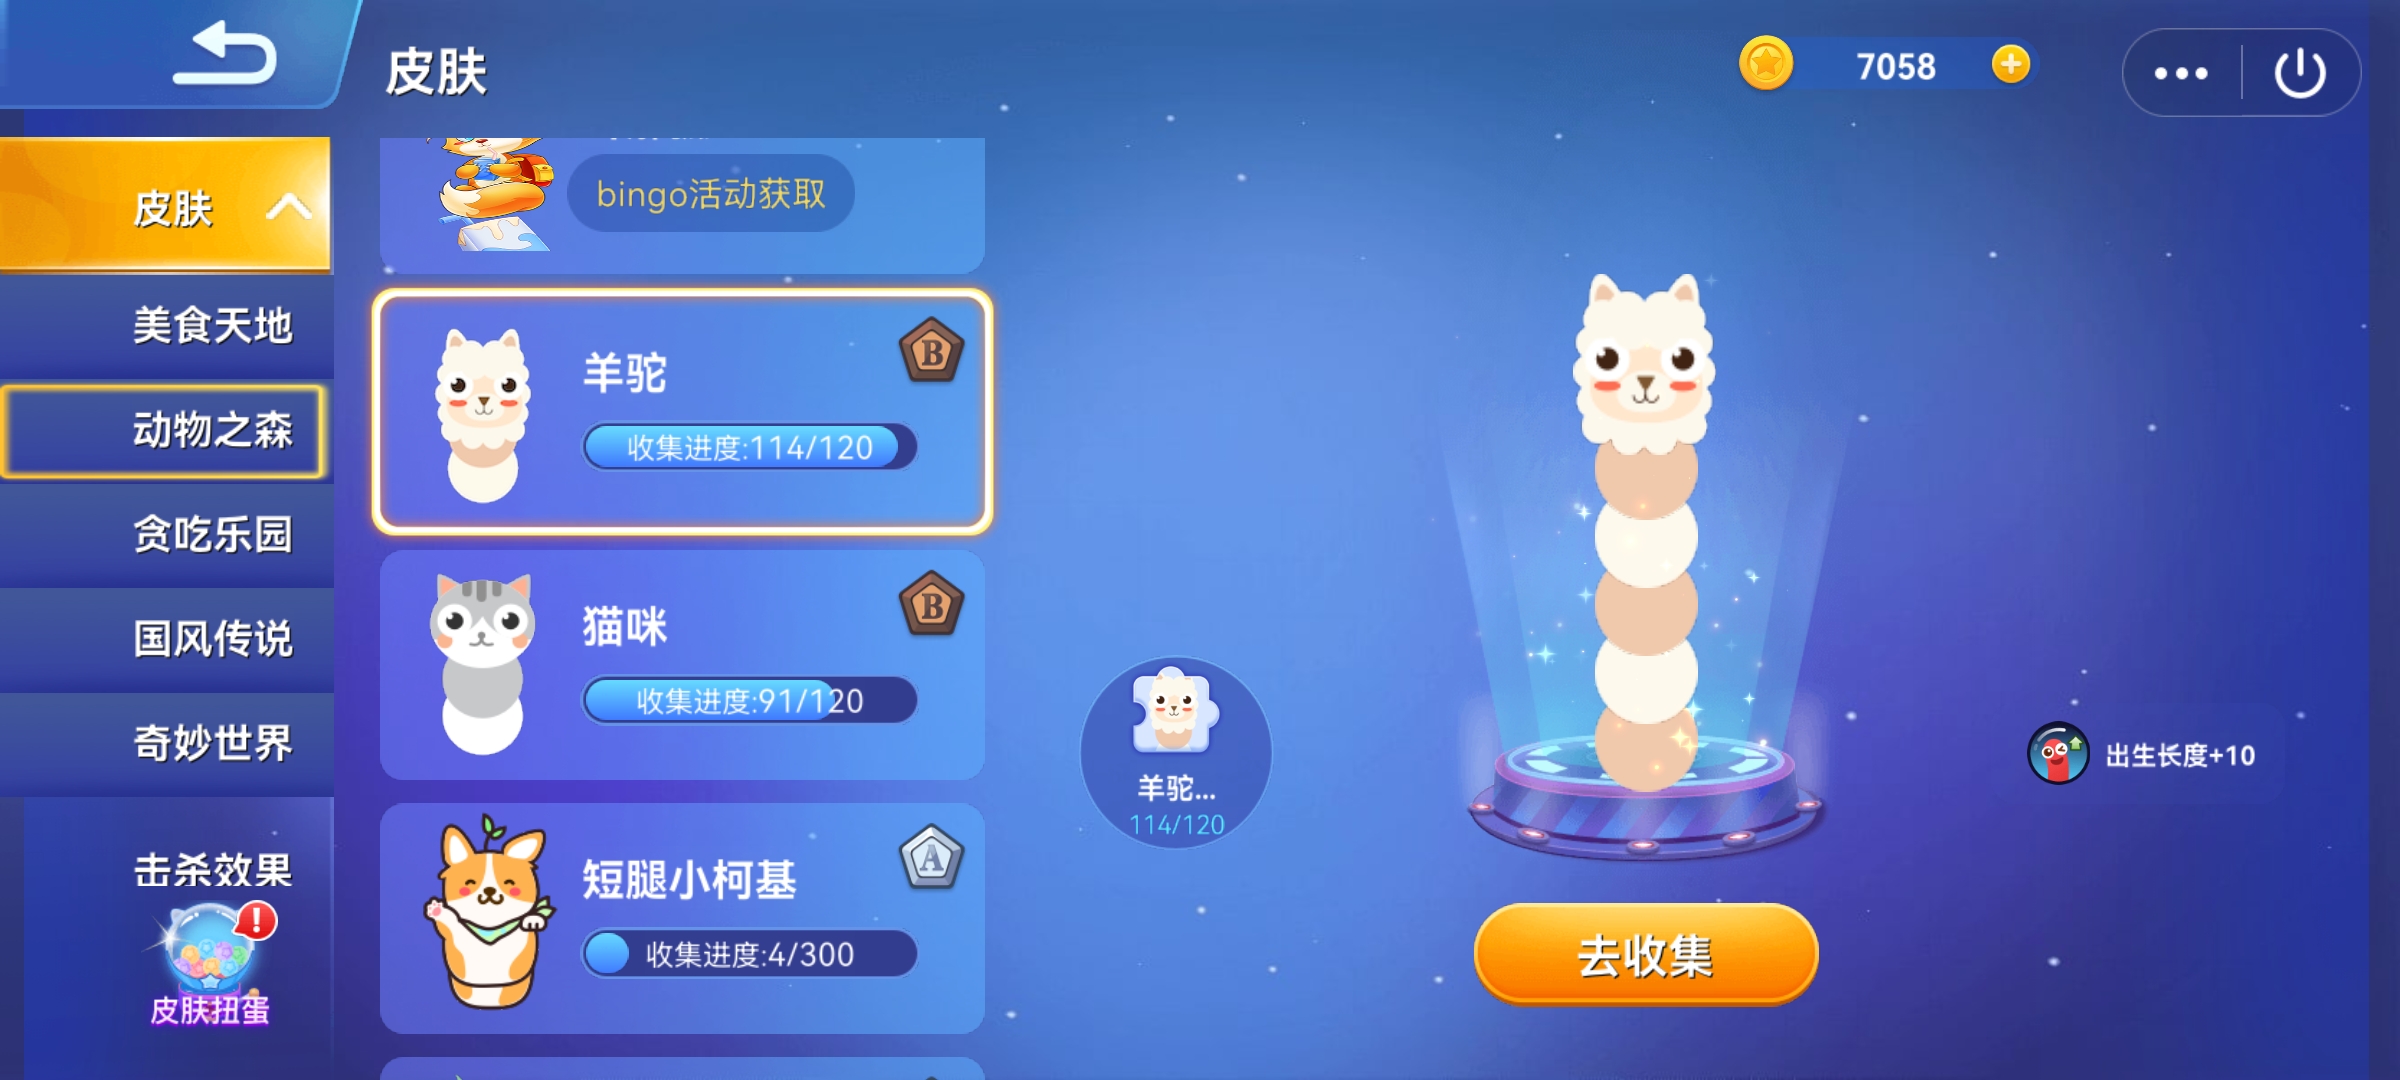 皮肤
7058
皮肤
美食天地
动物之森
贪吃乐园
国风传说
奇妙世界
击杀效果
皮肤扭蛋
bingo活动获取
羊驼
B
收集进度:114/120
猫咪
B
收集进度:91/120
短腿小柯基
A
收集进度:4/300
羊驼...
114/120
出生长度+10
去收集